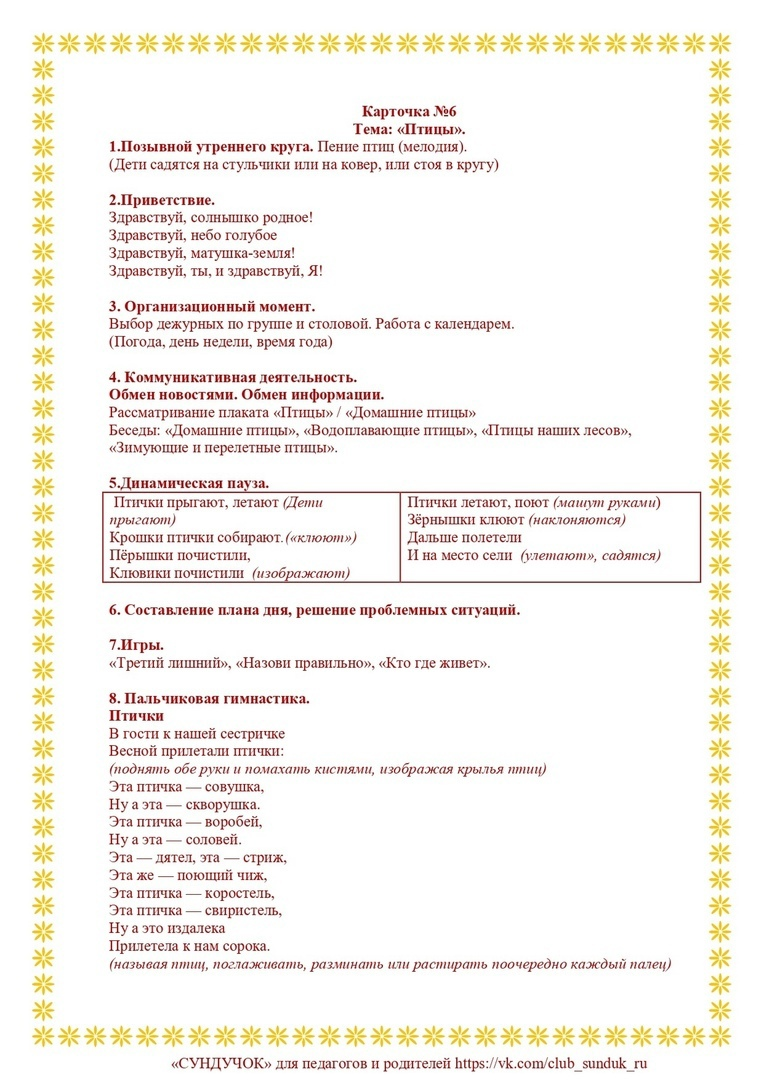 Карточка №6
Тема: «Птицы».
1.Позывной утреннего круга. Пение птиц (мелодия).
(Дети садятся на стульчики или на ковер, или стоя в кругу)
2.Приветствие.
Здравствуй, солнышко родное!
Здравствуй, небо голубое
Здравствуй, матушка-земля!
Здравствуй, ты, и здравствуй, Я!
3. Организационный момент.
Выбор дежурных по группе и столовой. Работа с календарем.
(Погода, день недели, время года)
4. Коммуникативная деятельность.
Обмен новостями. Обмен информации.
Рассматривание плаката «Птицы» / «Домашние птицы»
Беседы: «Домашние птицы», «Водоплавающие птицы», «Птицы наших лесов»,
«Зимующие и перелетные птицы».
5.Динамическая пауза.
Птички прыгают, летают (Дети
прыгают)
Крошки птички собирают.(«клюют»)
Пёрышки почистили,
Клювики почистили (изображают)
Птички летают, поют (машут руками)
Зёрнышки клюют (наклоняются)
Дальше полетели
И на место сели (улетают», садятся)
6. Составление плана дня, решение проблемных ситуаций.
7.Игры.
«Третий лишний», «Назови правильно», «Кто где живет».
8. Пальчиковая гимнастика.
Птички
В гости к нашей сестричке
Весной прилетали птички:
(поднять обе руки и помахать кистями, изображая крылья птиц)
Эта птичка — совушка,
Ну а эта — скворушка.
Эта птичка — воробей,
Ну а эта — соловей.
Эта — дятел, эта — стриж,
Эта же — поющий чиж,
Эта птичка — коростель,
Эта птичка — свиристель,
Ну а это издалека
Прилетела к нам сорока.
(называя птиц, поглаживать, разминать или растирать поочередно каждый палец)
«СУНДУЧОК» для педагогов и родителей https://vk.com/club_sunduk_ru